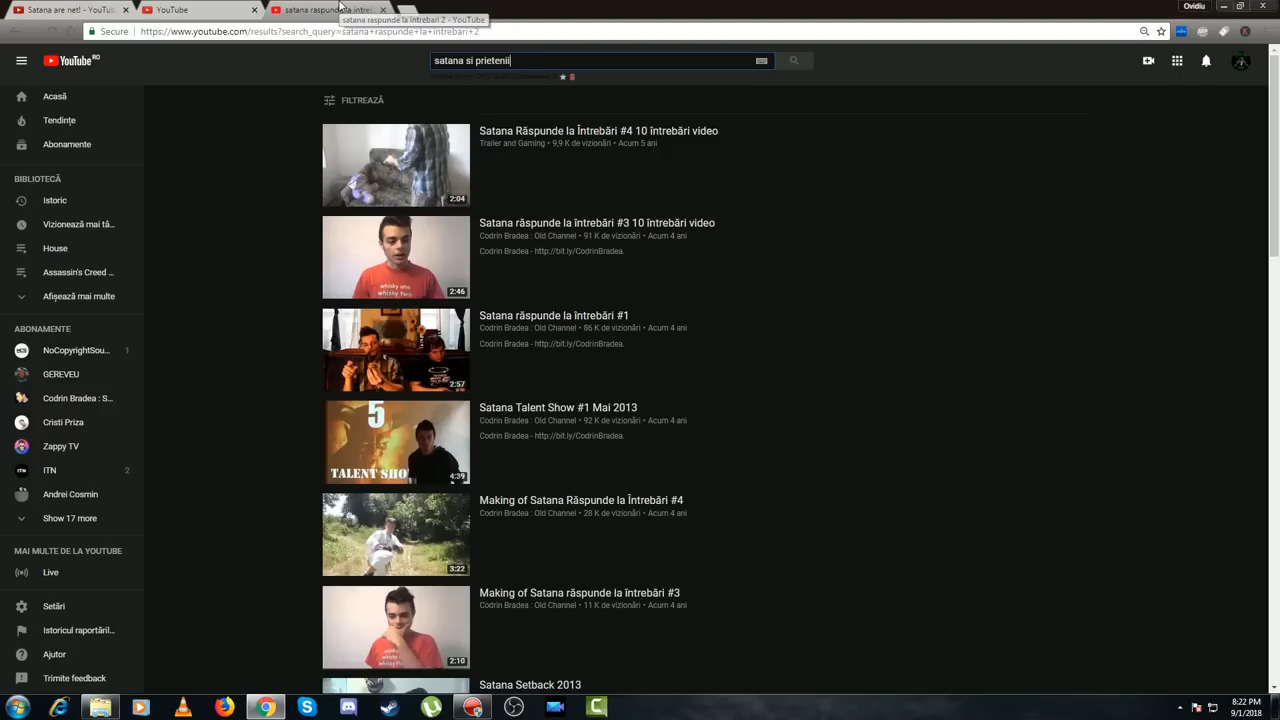 Satana are net! - YouTub
YouTube
satana raspunde la intrel
Ovidiu
satana raspunde la intrebari 2 - YouTube
Secure
https://www.youtube.com/results?search_query=satana+raspunde+la+intrebari+2
YouTube RO
satana si prietenii
Acasă
Tendințe
Abonamente
BIBLIOTECĂ
Istoric
Vizionează mai tâ...
House
Assassin's Creed ...
Afișează mai multe
ABONAMENTE
NoCopyrightSou... 1
GEREVEU
Codrin Bradea : S...
Cristi Priza
Zappy TV
ITN 2
Andrei Cosmin
Show 17 more
MAI MULTE DE LA YOUTUBE
Live
Setări
Istoricul raportăril...
Ajutor
Trimite feedback
FILTREAZĂ
Satana Răspunde la Întrebări #4 10 întrebări video
Trailer and Gaming • 9,9 K de vizionări • Acum 5 ani
2:04
Satana răspunde la întrebări #3 10 întrebări video
Codrin Bradea : Old Channel • 91 K de vizionări • Acum 4 ani
Codrin Bradea - http://bit.ly/CodrinBradea.
whisky one
whisky two
2:46
Satana răspunde la întrebări #1
Codrin Bradea : Old Channel • 86 K de vizionări • Acum 4 ani
Codrin Bradea - http://bit.ly/CodrinBradea.
2:57
Satana Talent Show #1 Mai 2013
Codrin Bradea : Old Channel • 92 K de vizionări • Acum 4 ani
Codrin Bradea - http://bit.ly/CodrinBradea.
5
TALENT SHO
4:39
Making of Satana Răspunde la Întrebări #4
Codrin Bradea : Old Channel • 28 K de vizionări • Acum 4 ani
3:22
Making of Satana răspunde la întrebări #3
Codrin Bradea : Old Channel • 11 K de vizionări • Acum 4 ani
2:10
Satana Setback 2013
8:22 PM
9/1/2018